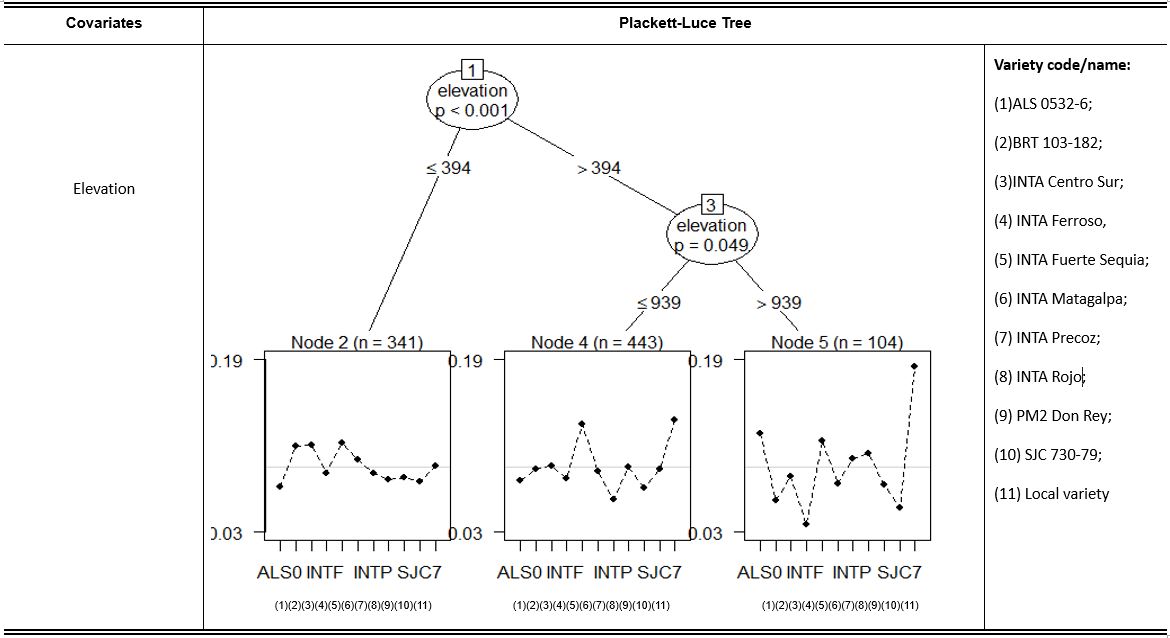 Covariates
Plackett-Luce Tree
Elevation
1
elevation
p < 0.001
≤ 394
> 394
3
elevation
p = 0.049
≤ 939
> 939
Node 2 (n = 341)
0.19
0.03
ALS0 INTF INTP SJC7
(1)(2)(3)(4)(5)(6)(7)(8)(9)(10)(11)
Node 4 (n = 443)
0.19
0.03
ALS0 INTF INTP SJC7
(1)(2)(3)(4)(5)(6)(7)(8)(9)(10)(11)
Node 5 (n = 104)
0.19
0.03
ALS0 INTF INTP SJC7
(1)(2)(3)(4)(5)(6)(7)(8)(9)(10)(11)
Variety code/name:
(1)ALS 0532-6;
(2)BRT 103-182;
(3)INTA Centro Sur;
(4) INTA Ferroso,
(5) INTA Fuerte Sequia;
(6) INTA Matagalpa;
(7) INTA Precoz;
(8) INTA Rojo;
(9) PM2 Don Rey;
(10) SJC 730-79;
(11) Local variety